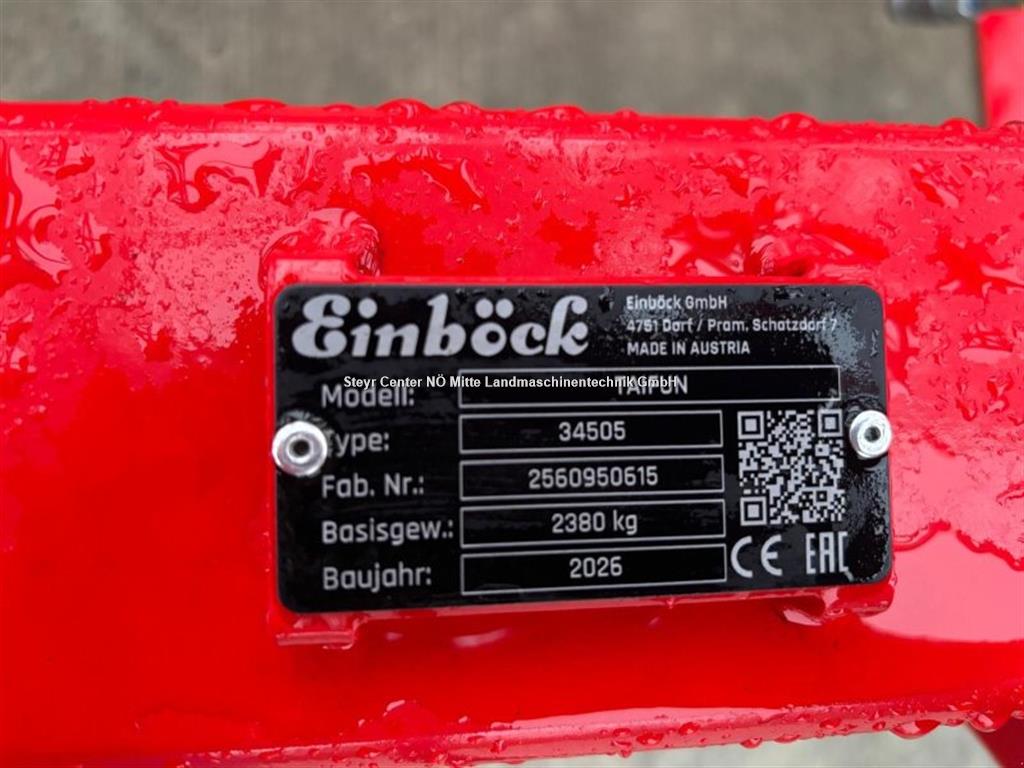 Einböck
Einböck GmbH
4751 Dorf / Pram, Schatzdorf 7
MADE IN AUSTRIA
Steyr Center NÖ Mitte Landmaschinentechnik GmbH
Modell: TAIFUN
Type: 34505
Fab. Nr.: 2560950615
Basisgew.: 2380 kg
Baujahr: 2026
CE EAC